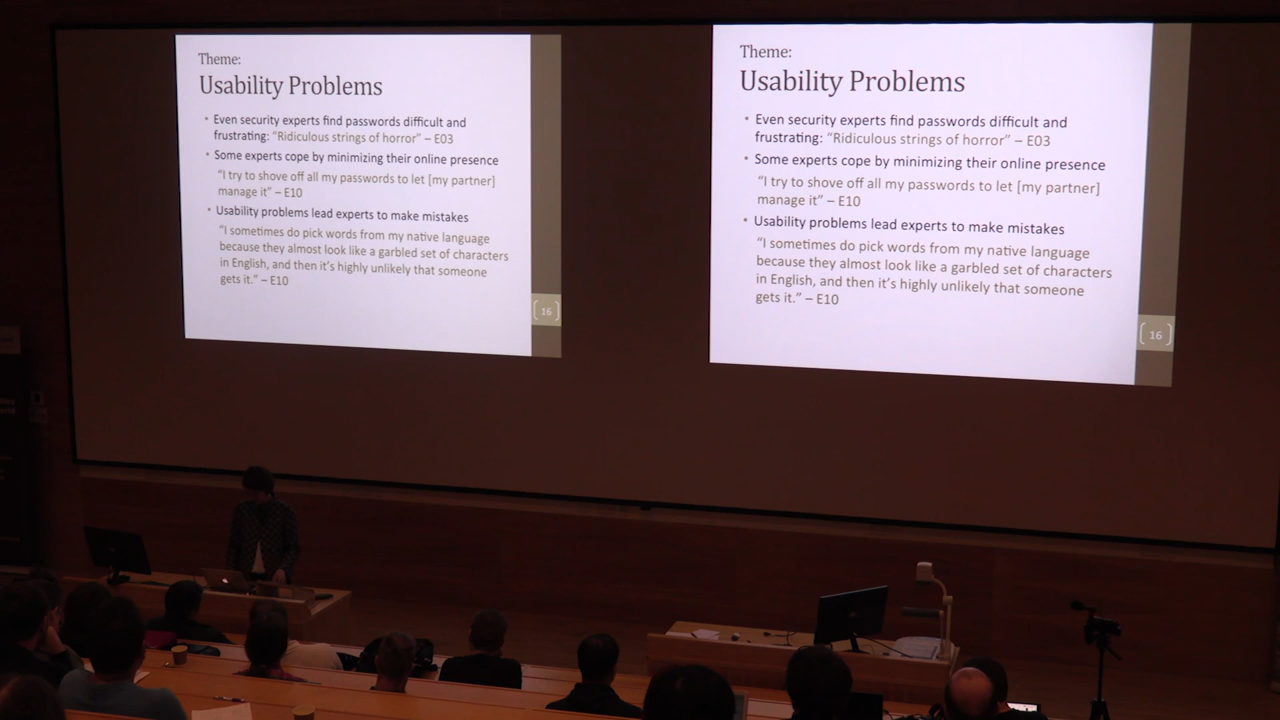 Theme:
Usability Problems
• Even security experts find passwords difficult and
frustrating: “Ridiculous strings of horror” – E03
• Some experts cope by minimizing their online presence
“I try to shove off all my passwords to let [my partner]
manage it” – E10
• Usability problems lead experts to make mistakes
“I sometimes do pick words from my native language
because they almost look like a garbled set of characters
in English, and then it’s highly unlikely that someone
gets it.” – E10
16
Theme:
Usability Problems
• Even security experts find passwords difficult and
frustrating: “Ridiculous strings of horror” – E03
• Some experts cope by minimizing their online presence
“I try to shove off all my passwords to let [my partner]
manage it” – E10
• Usability problems lead experts to make mistakes
“I sometimes do pick words from my native language
because they almost look like a garbled set of characters
in English, and then it’s highly unlikely that someone
gets it.” – E10
16